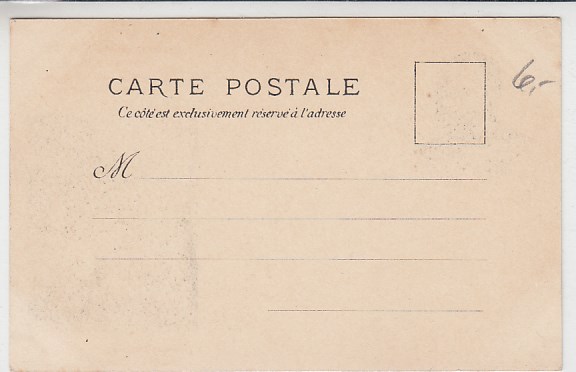 CARTE POSTALE
6,-
Ce côté est exclusivement réservé à l'adresse
M